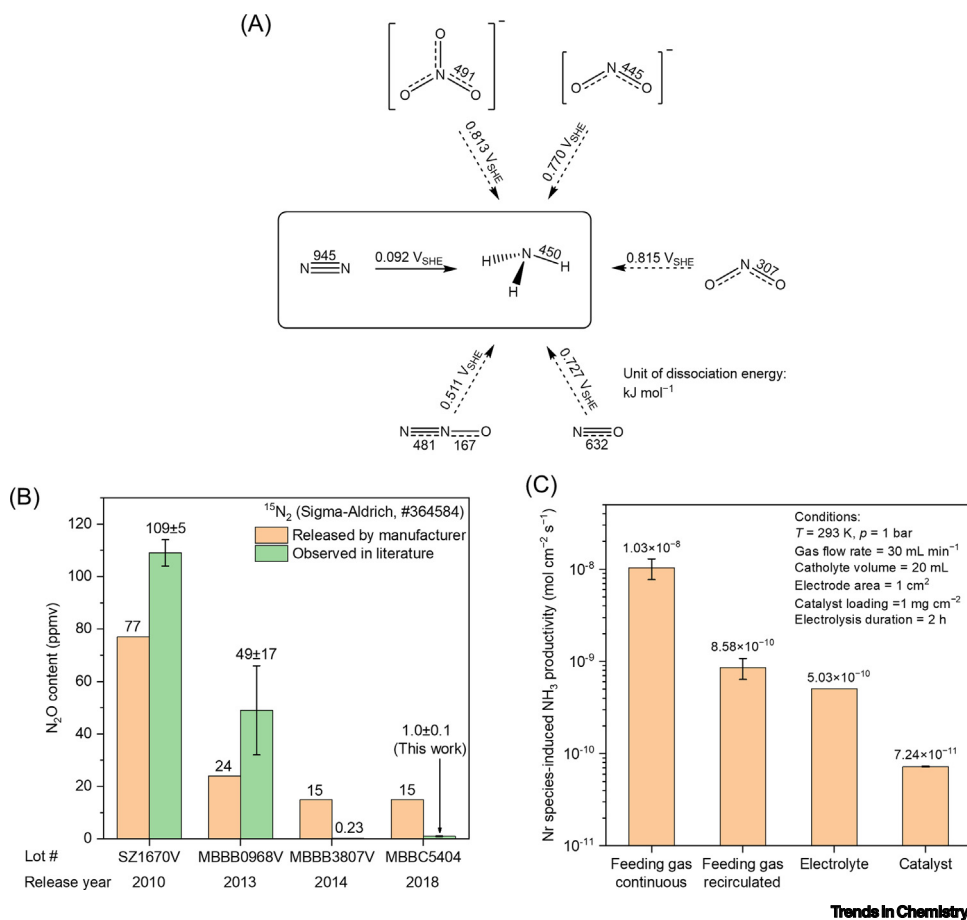 (A)
O
N
491
O
O
−
N
445
O
O
−
0.813 V_SHE
0.770 V_SHE
945
N≡N
0.092 V_SHE
N
450
H
H
H
0.815 V_SHE
N
307
O
O
0.511 V_SHE
0.727 V_SHE
Unit of dissociation energy:
kJ mol⁻¹
N N O
481 167
N O
632
(B)
¹⁵N₂ (Sigma-Aldrich, #364584)
Released by manufacturer
Observed in literature
N₂O content (ppmv)
120
100
80
60
40
20
0
77
109±5
24
49±17
15
0.23
15
1.0±0.1
(This work)
Lot # SZ1670V MBBB0968V MBBB3807V MBBC5404
Release year 2010 2013 2014 2018
(C)
Nr species-induced NH₃ productivity (mol cm⁻² s⁻¹)
10⁻⁸
10⁻⁹
10⁻¹⁰
10⁻¹¹
Conditions:
T = 293 K, p = 1 bar
Gas flow rate = 30 mL min⁻¹
Catholyte volume = 20 mL
Electrode area = 1 cm²
Catalyst loading =1 mg cm⁻²
Electrolysis duration = 2 h
1.03×10⁻⁸
8.58×10⁻¹⁰
5.03×10⁻¹⁰
7.24×10⁻¹¹
Feeding gas Feeding gas Electrolyte Catalyst
continuous recirculated
Trends in Chemistry